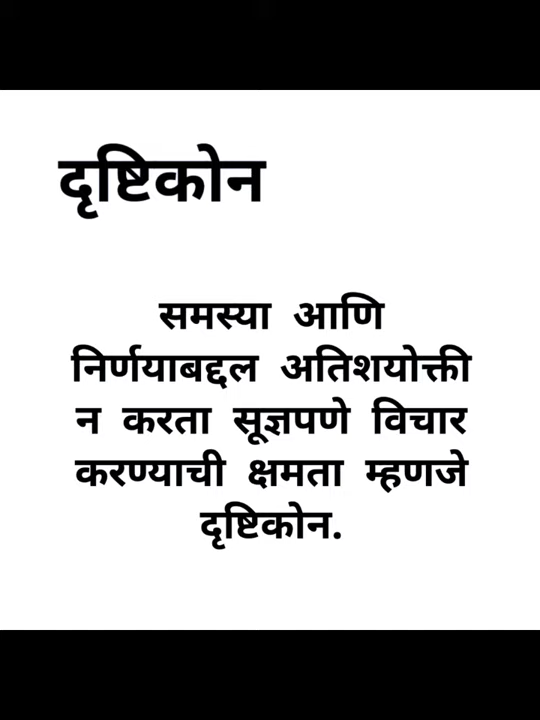 दृष्टिकोन
समस्या आणि
निर्णयाबद्दल अतिशयोक्ती
न करता सूज्ञपणे विचार
करण्याची क्षमता म्हणजे
दृष्टिकोन.